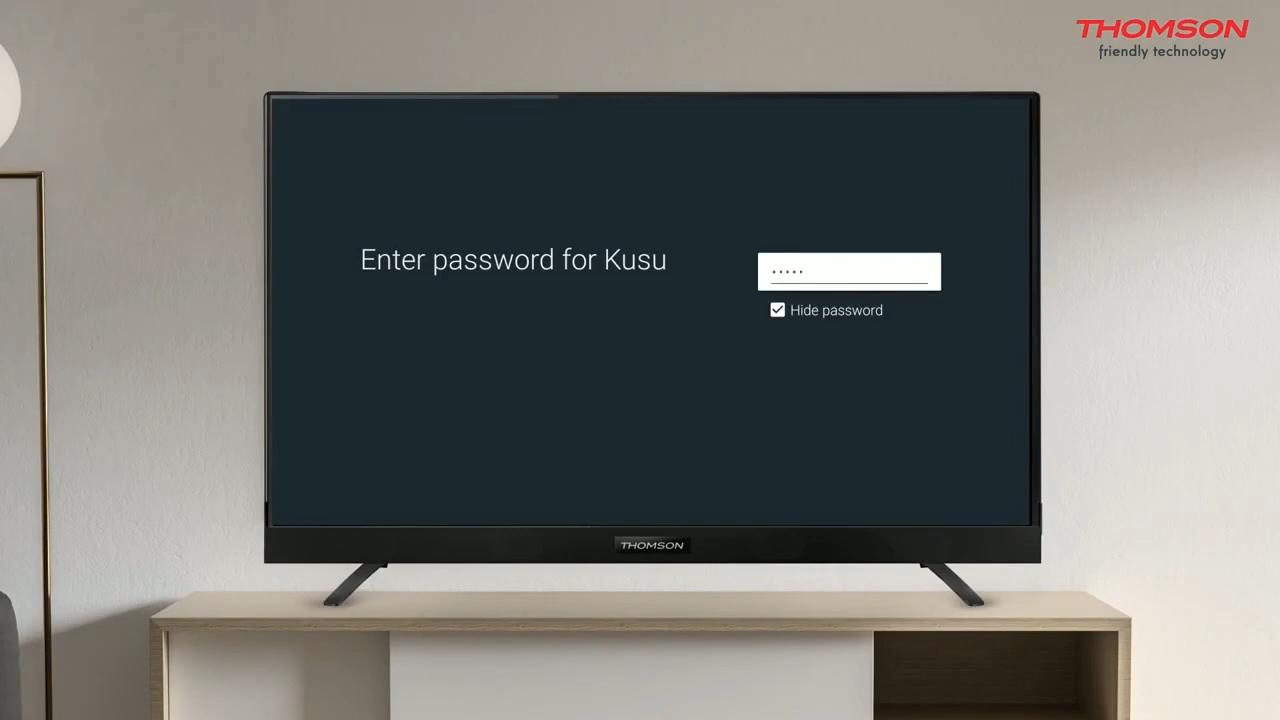 THOMSON
friendly technology
Enter password for Kusu
•••••
Hide password
THOMSON